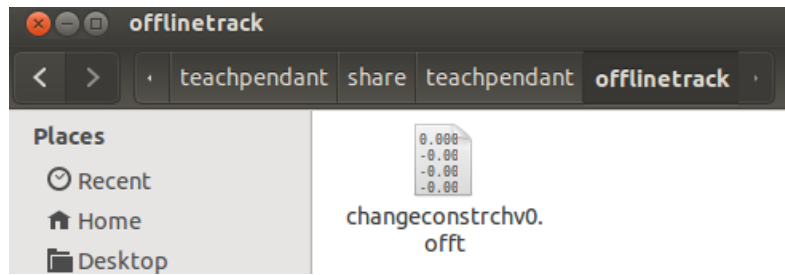 offlinetrack
teachpendant share teachpendant offlinetrack
Places
Recent
Home
Desktop
0.000
-0.00
-0.00
-0.00
changeconstrchv0.
offt